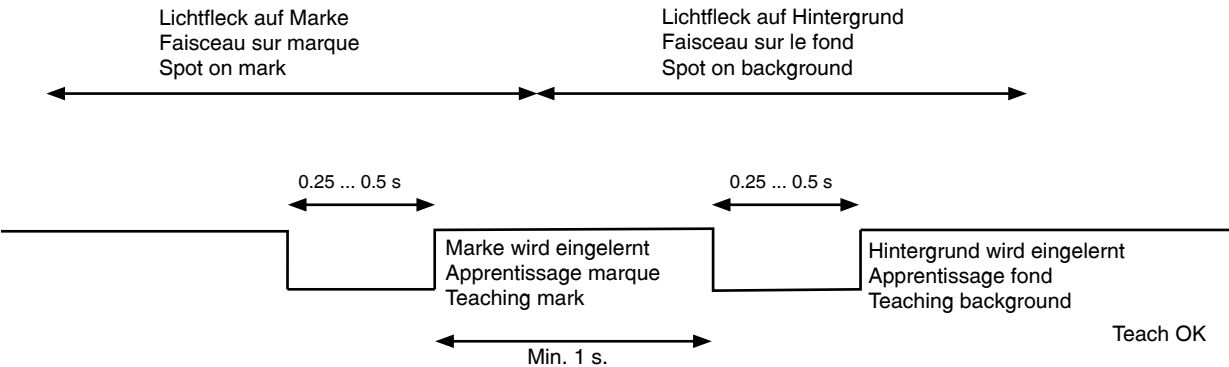 Lichtfleck auf Marke
Faisceau sur marque
Spot on mark
Lichtfleck auf Hintergrund
Faisceau sur le fond
Spot on background
0.25 ... 0.5 s
0.25 ... 0.5 s
Marke wird eingelernt
Apprentissage marque
Teaching mark
Hintergrund wird eingelernt
Apprentissage fond
Teaching background
Teach OK
Min. 1 s.